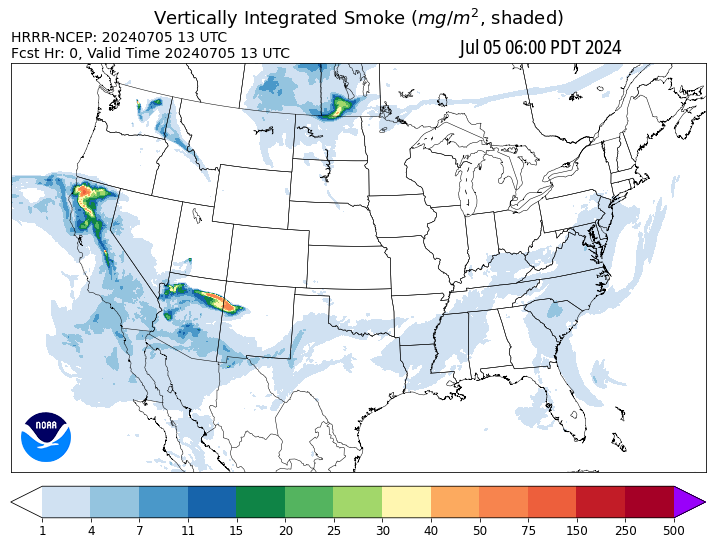 Vertically Integrated Smoke (mg/m², shaded)
HRRR-NCEP: 20240705 13 UTC
Fcst Hr: 0, Valid Time 20240705 13 UTC
Jul 05 06:00 PDT 2024
NOAA
1 4 7 11 15 20 25 30 40 50 75 150 250 500